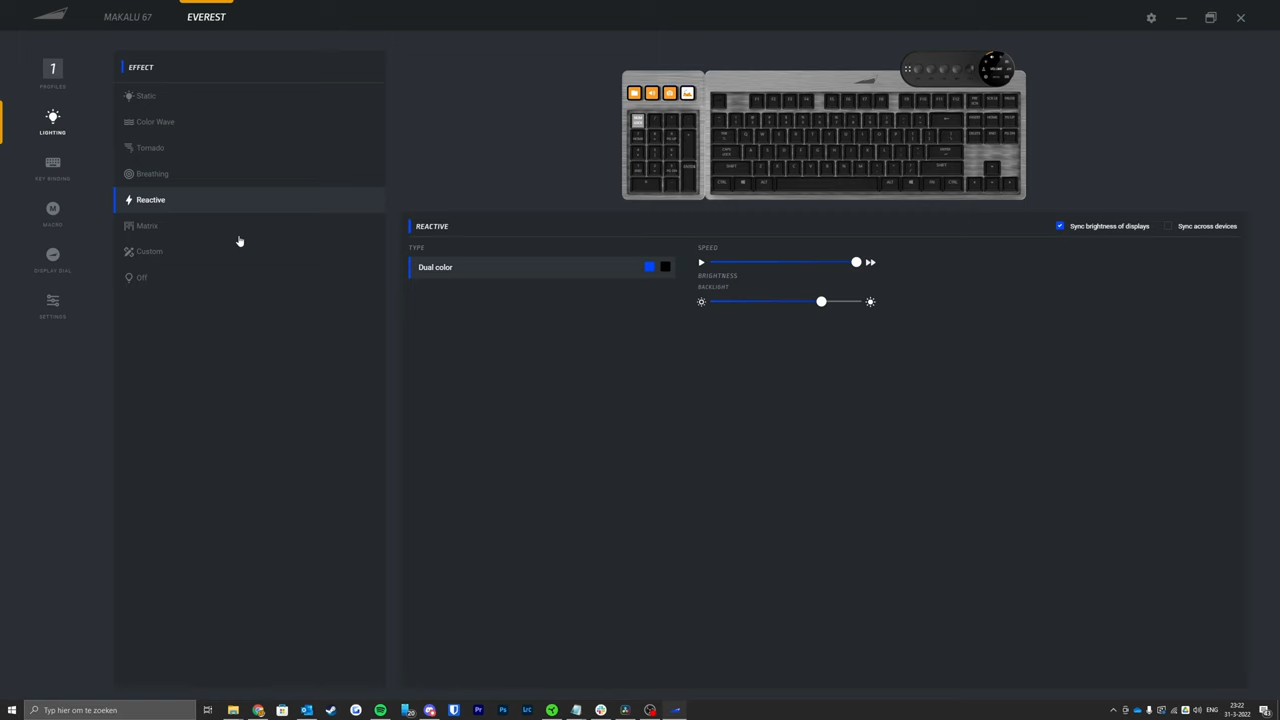 MAKALU 67
EVEREST
1
PROFILES
LIGHTING
KEY BINDING
M
MACRO
DISPLAY DIAL
SETTINGS
EFFECT
Static
Color Wave
Tornado
Breathing
Reactive
Matrix
Custom
Off
REACTIVE
Sync brightness of displays
Sync across devices
TYPE
Dual color
SPEED
BRIGHTNESS
BACKLIGHT
Typ hier om te zoeken
ENG
23:22
31-3-2022